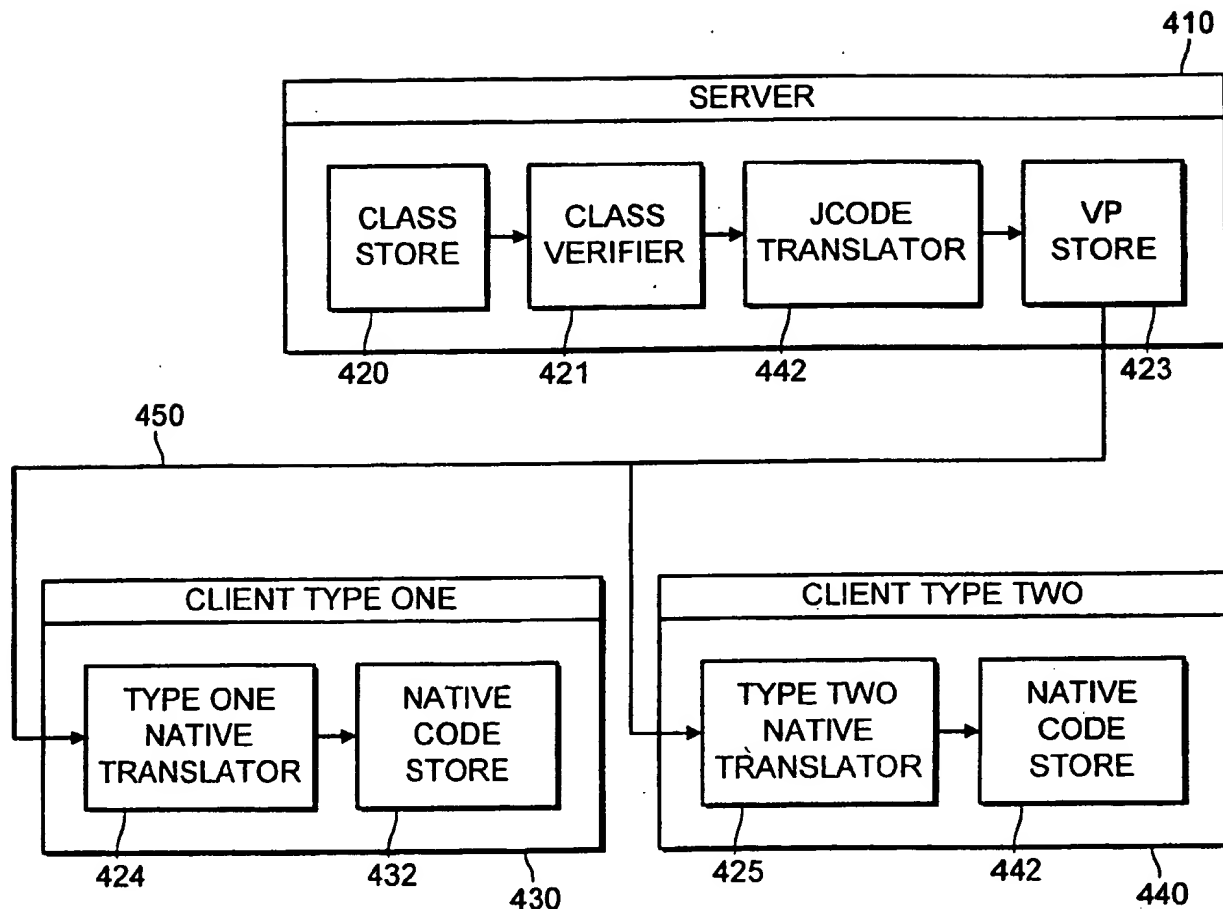 410
SERVER
CLASS
STORE
CLASS
VERIFIER
JCODE
TRANSLATOR
VP
STORE
420
421
442
423
450
CLIENT TYPE ONE
TYPE ONE
NATIVE
TRANSLATOR
NATIVE
CODE
STORE
424
432
430
CLIENT TYPE TWO
TYPE TWO
NATIVE
TRANSLATOR
NATIVE
CODE
STORE
425
442
440